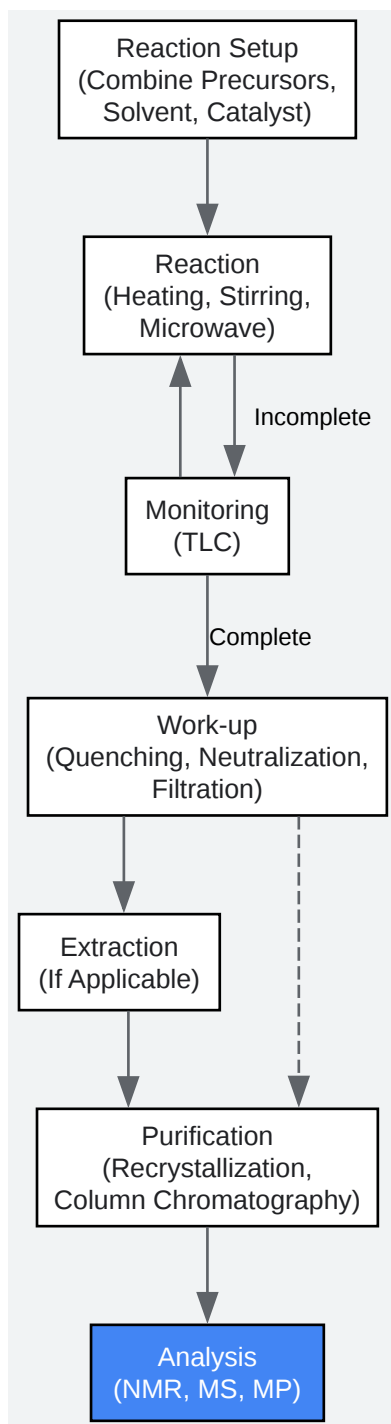 Reaction Setup
(Combine Precursors,
Solvent, Catalyst)
Reaction
(Heating, Stirring,
Microwave)
Incomplete
Monitoring
(TLC)
Complete
Work-up
(Quenching, Neutralization,
Filtration)
Extraction
(If Applicable)
Purification
(Recrystallization,
Column Chromatography)
Analysis
(NMR, MS, MP)